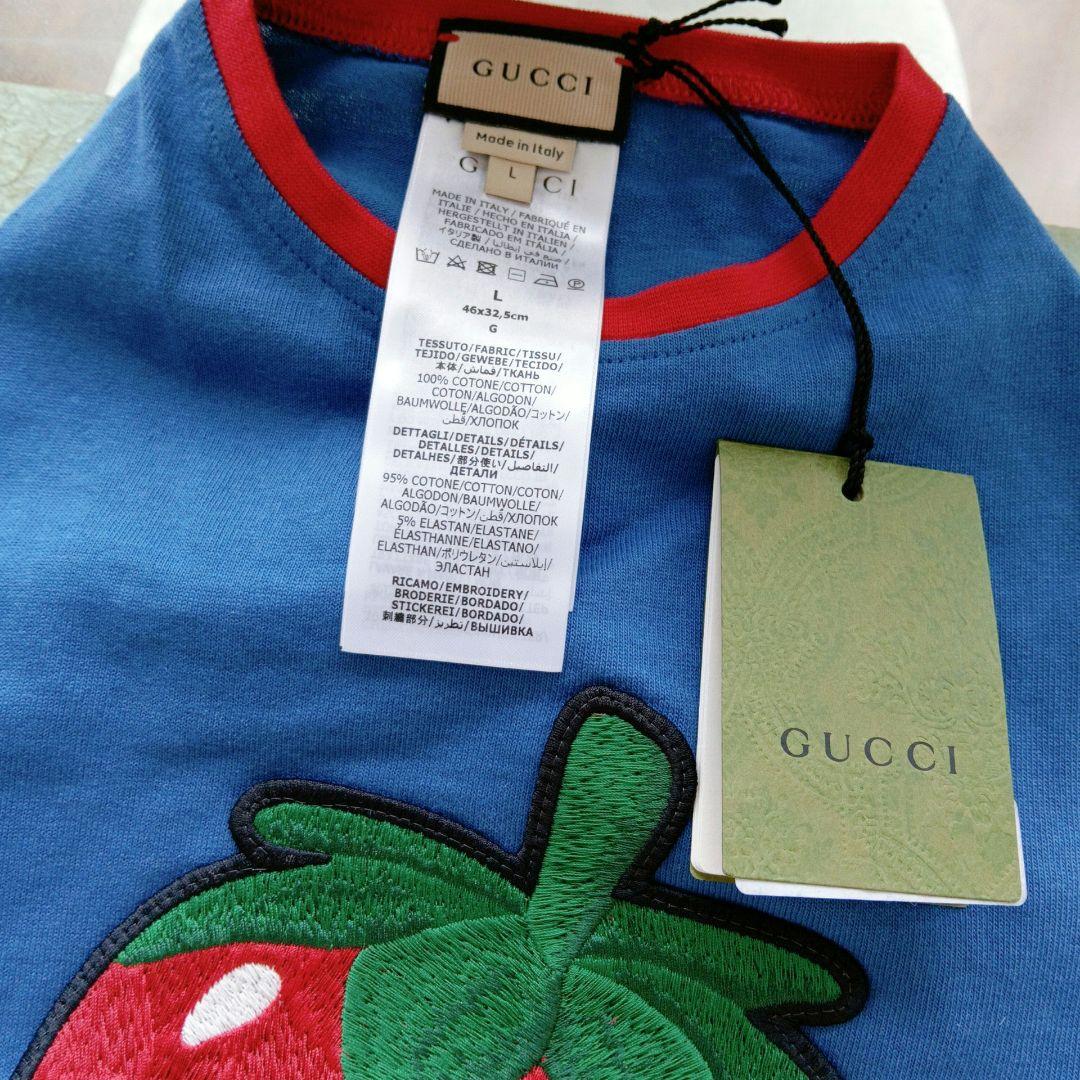 GUCCI
Made in Italy
L
G CI
MADE IN ITALY / FABRIQUÉ EN
ITALIE / HECHO EN ITALIA /
HERGESTELLT IN ITALIEN /
FABRICADO EM ITÁLIA /
イタリア製 / صنع في إيطاليا /
СДЕЛАНО В ИТАЛИИ
P
L
46x32,5cm
G
TESSUTO/FABRIC/TISSU/
TEJIDO/GEWEBE/TECIDO/
本体/قماش/ТКАНЬ
100% COTONE/COTTON/
COTON/ALGODON/
BAUMWOLLE/ALGODÃO/コットン/
قُطن/ХЛОПОК
DETTAGLI/DETAILS/DÉTAILS/
DETALLES/DETAILS/
DETALHES/部分使い/التفاصيل/
ДЕТАЛИ
95% COTONE/COTTON/COTON/
ALGODON/BAUMWOLLE/
ALGODÃO/コットン/قُطن/ХЛОПОК
5% ELASTAN/ELASTANE/
ÉLASTHANNE/ELASTANO/
ELASTHAN/ポリウレタン/إيلاستين/
ЭЛАСТАН
RICAMO/EMBROIDERY/
BRODERIE/BORDADO/
STICKEREI/BORDADO/
刺繍部分/تطريز/ВЫШИВКА
GUCCI